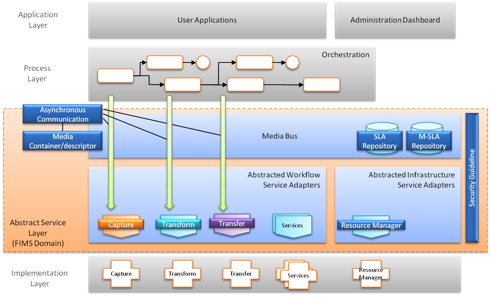 Application
Layer
User Applications
Administration Dashboard
Process
Layer
Orchestration
Asynchronous
Communication
Media
Container/descriptor
Media Bus
SLA
Repository
M-SLA
Repository
Security Guideline
Abstracted Workflow
Service Adapters
Abstracted Infrastructure
Service Adapters
Abstract Service
Layer
(FIMS Domain)
Capture
Transform
Transfer
Services
Resource Manager
Implementation
Layer
Capture
Transform
Transfer
Services
Resource
Manager